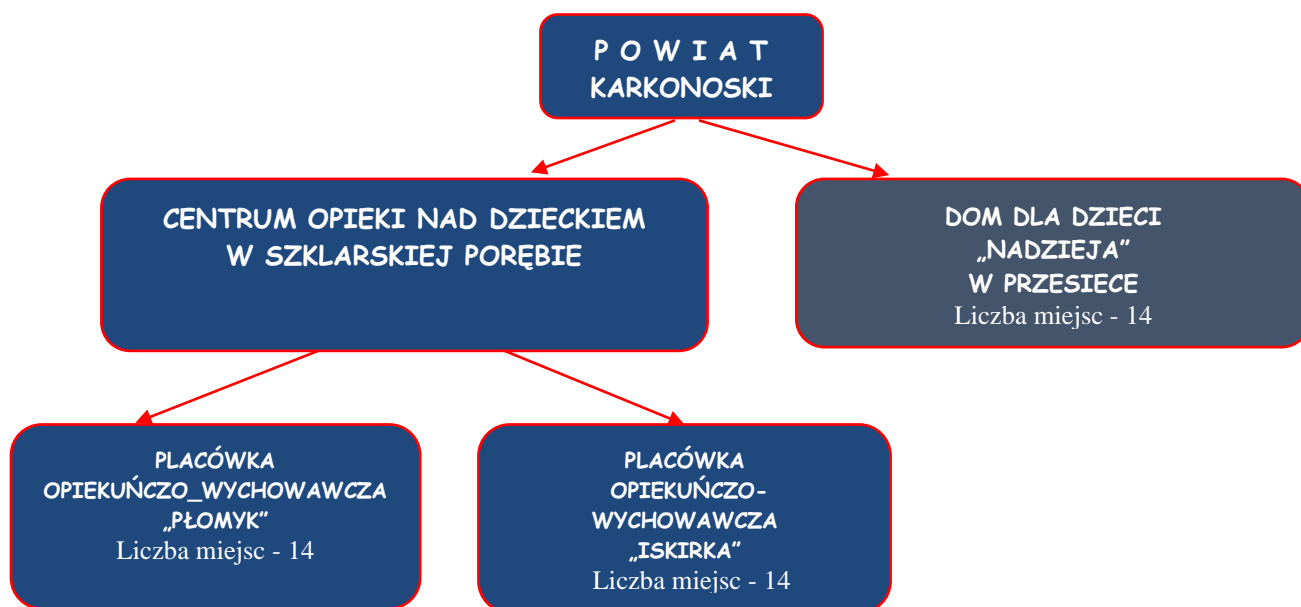 P O W I A T
KARKONOSKI
CENTRUM OPIEKI NAD DZIECKIEM
W SZKLARSKIEJ PORĘBIE
DOM DLA DZIECI
„NADZIEJA”
W PRZESIECE
Liczba miejsc - 14
PLACÓWKA
OPIEKUŃCZO_WYCHOWAWCZA
„PŁOMYK”
Liczba miejsc - 14
PLACÓWKA
OPIEKUŃCZO-
WYCHOWAWCZA
„ISKIRKA”
Liczba miejsc - 14